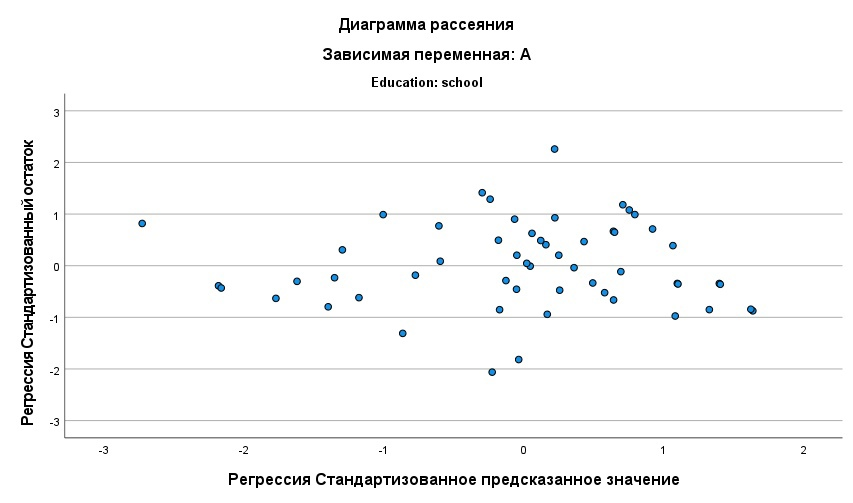 Диаграмма рассеяния
Зависимая переменная: A
Education: school
Регрессия Стандартизованный остаток
3
2
1
0
-1
-2
-3
-3
-2
-1
0
1
2
Регрессия Стандартизованное предсказанное значение